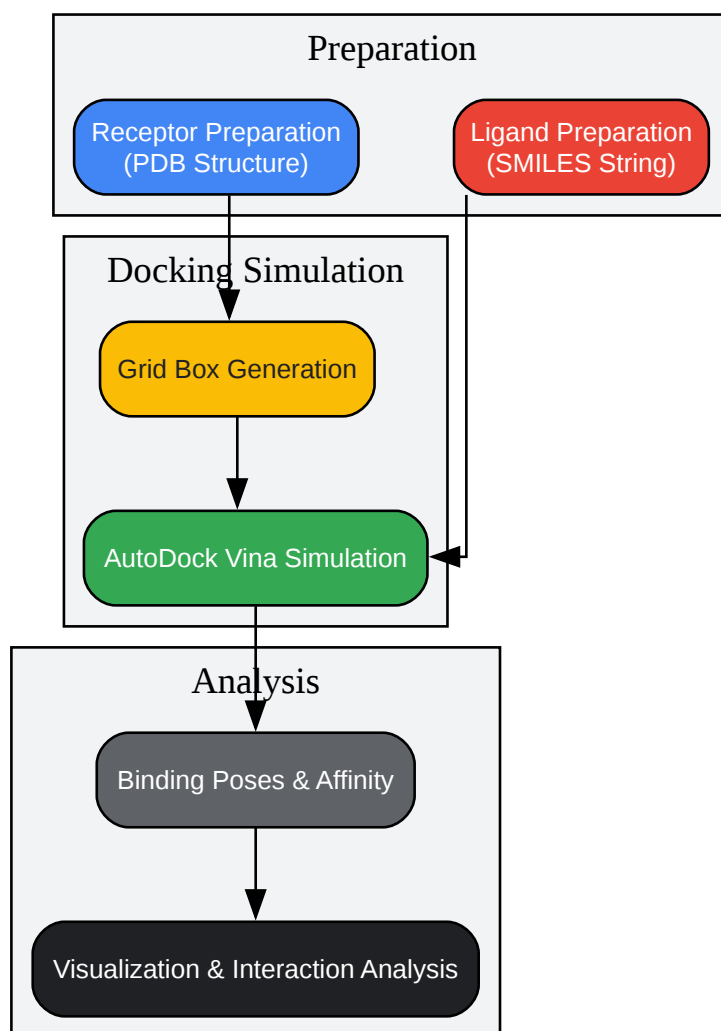 Preparation
Receptor Preparation
(PDB Structure)
Ligand Preparation
(SMILES String)
Docking Simulation
Grid Box Generation
AutoDock Vina Simulation
Analysis
Binding Poses & Affinity
Visualization & Interaction Analysis